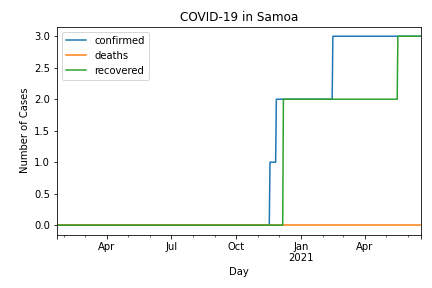 COVID-19 in Samoa
confirmed
deaths
recovered
Number of Cases
3.0
2.5
2.0
1.5
1.0
0.5
0.0
Apr
Jul
Oct
Jan
2021
Apr
Day